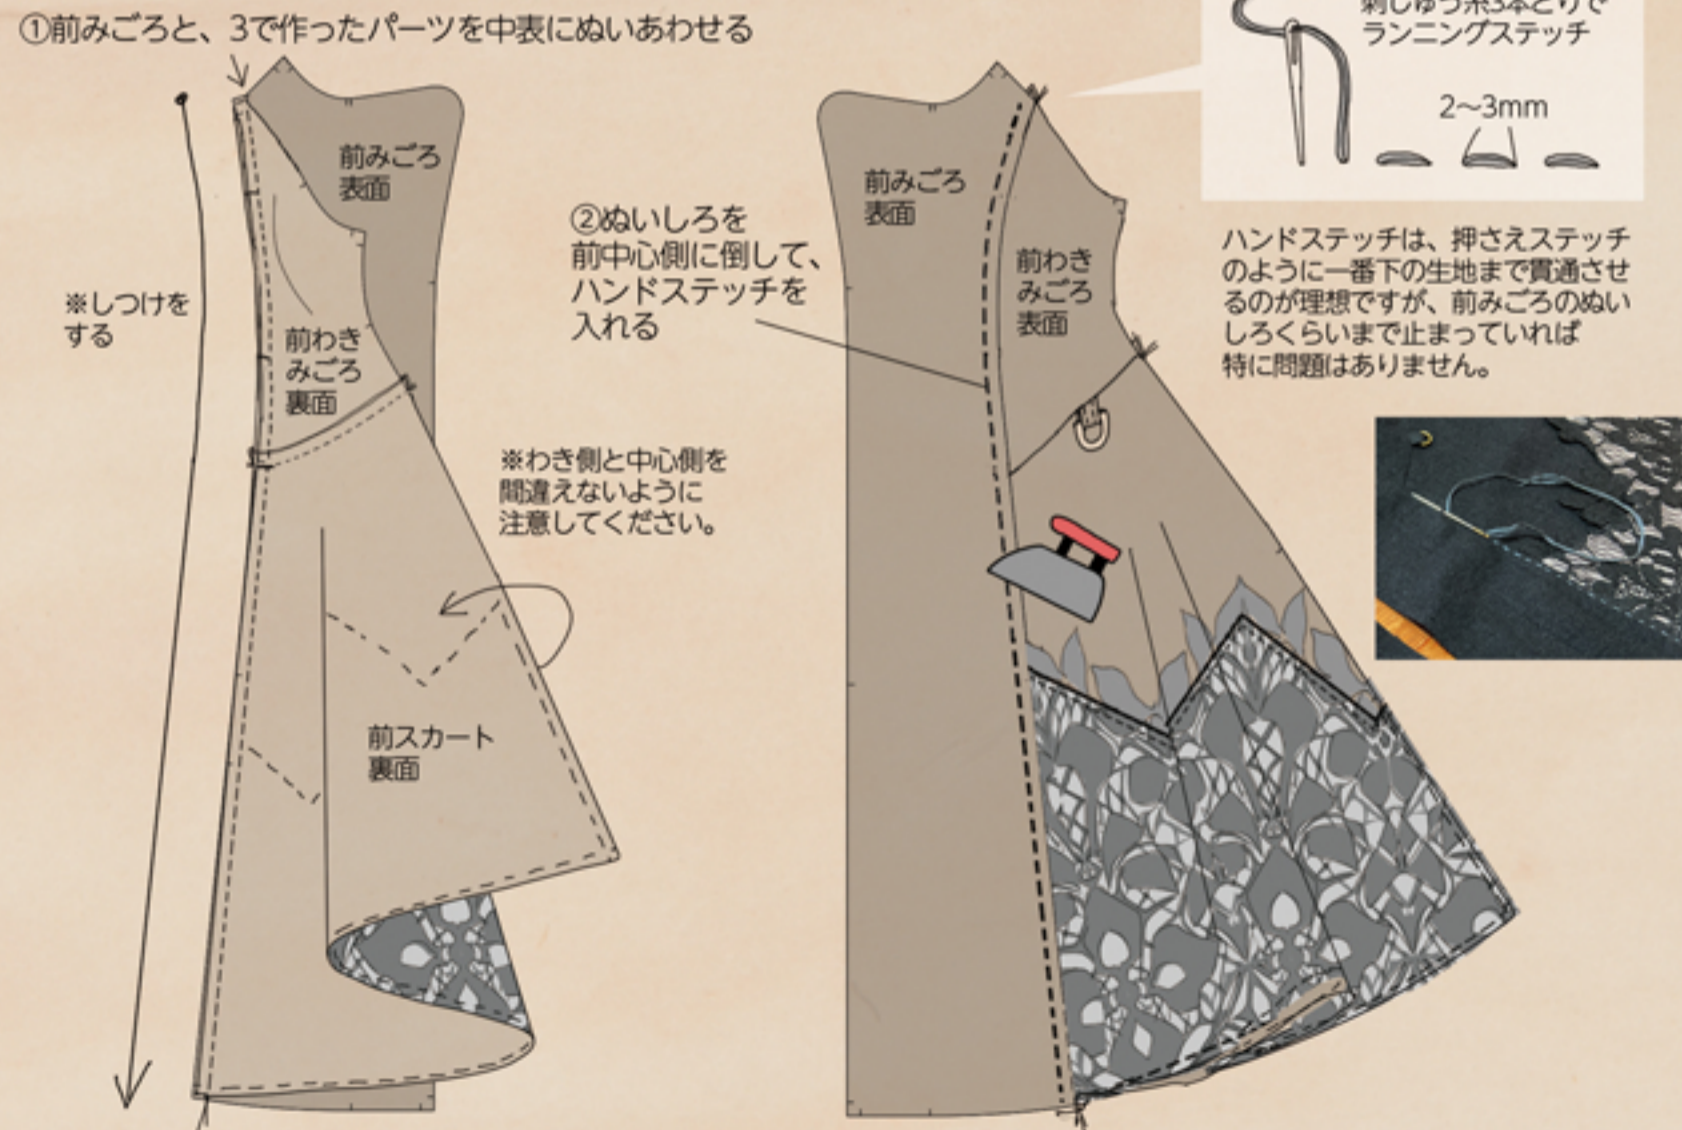 ①前みごろと、3で作ったパーツを中表にぬいあわせる
前みごろ
表面
※しつけを
する
前わき
みごろ
裏面
※わき側と中心側を
間違えないように
注意してください。
前スカート
裏面
②ぬいしろを
前中心側に倒して、
ハンドステッチを
入れる
前みごろ
表面
前わき
みごろ
表面
刺しゅう糸3本どりで
ランニングステッチ
2〜3mm
ハンドステッチは、押さえステッチ
のように一番下の生地まで貫通させ
るのが理想ですが、前みごろのぬい
しろくらいまで止まっていれば
特に問題はありません。